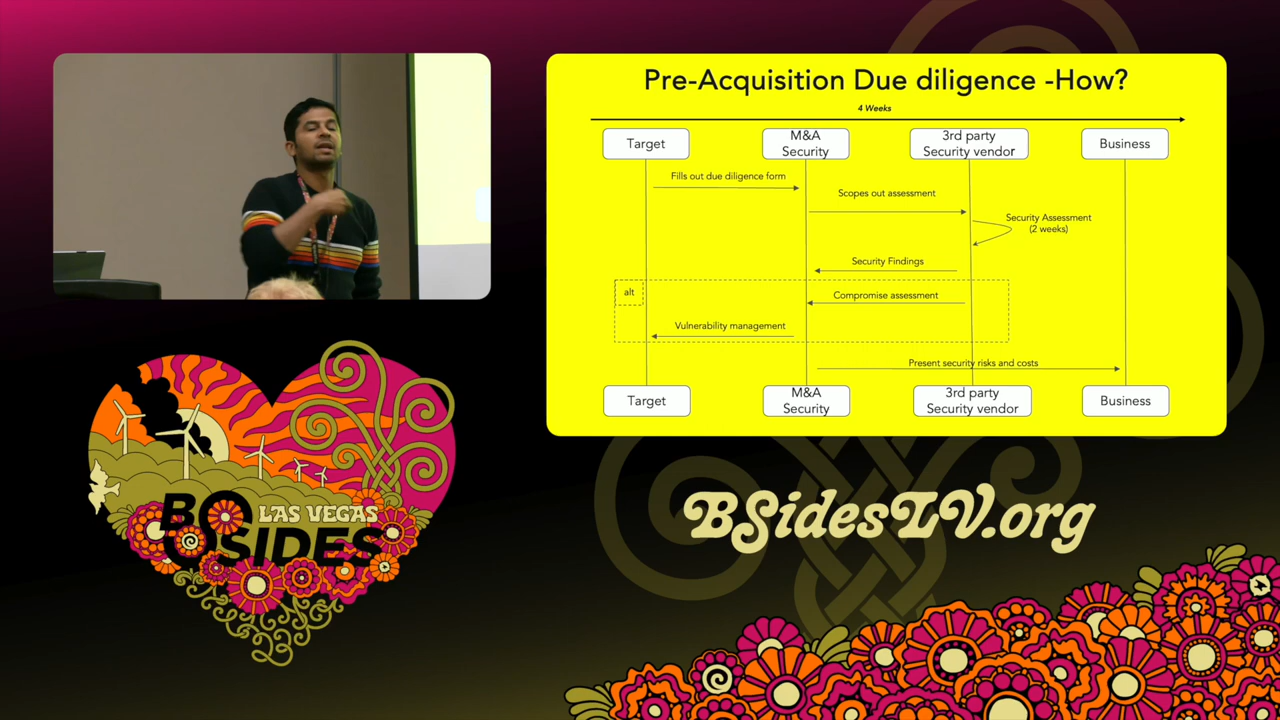 Pre-Acquisition Due diligence -How?
4 Weeks
Target
M&A
Security
3rd party
Security vendor
Business
Fills out due diligence form
Scopes out assessment
Security Assessment
(2 weeks)
Security Findings
alt
Compromise assessment
Vulnerability management
Present security risks and costs
Target
M&A
Security
3rd party
Security vendor
Business
BSidesLV.org
LAS VEGAS
BSIDES
23